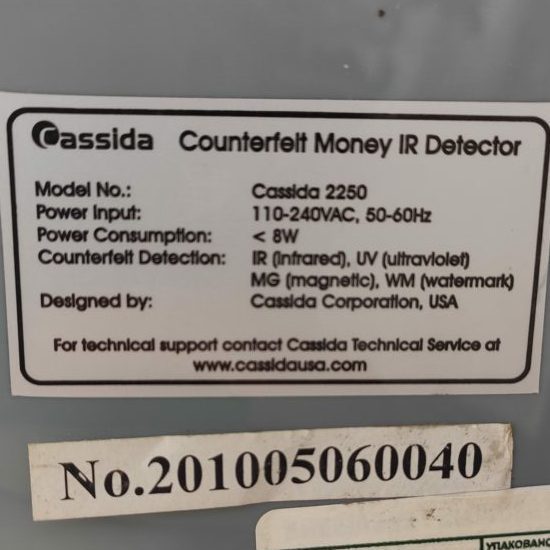 Cassida Counterfeit Money IR Detector
Model No.: Cassida 2250
Power Input: 110-240VAC, 50-60Hz
Power Consumption: < 8W
Counterfeit Detection: IR (infrared), UV (ultraviolet)
MG (magnetic), WM (watermark)
Designed by: Cassida Corporation, USA
For technical support contact Cassida Technical Service at
www.cassidausa.com
No.201005060040
УПАКОВАНО